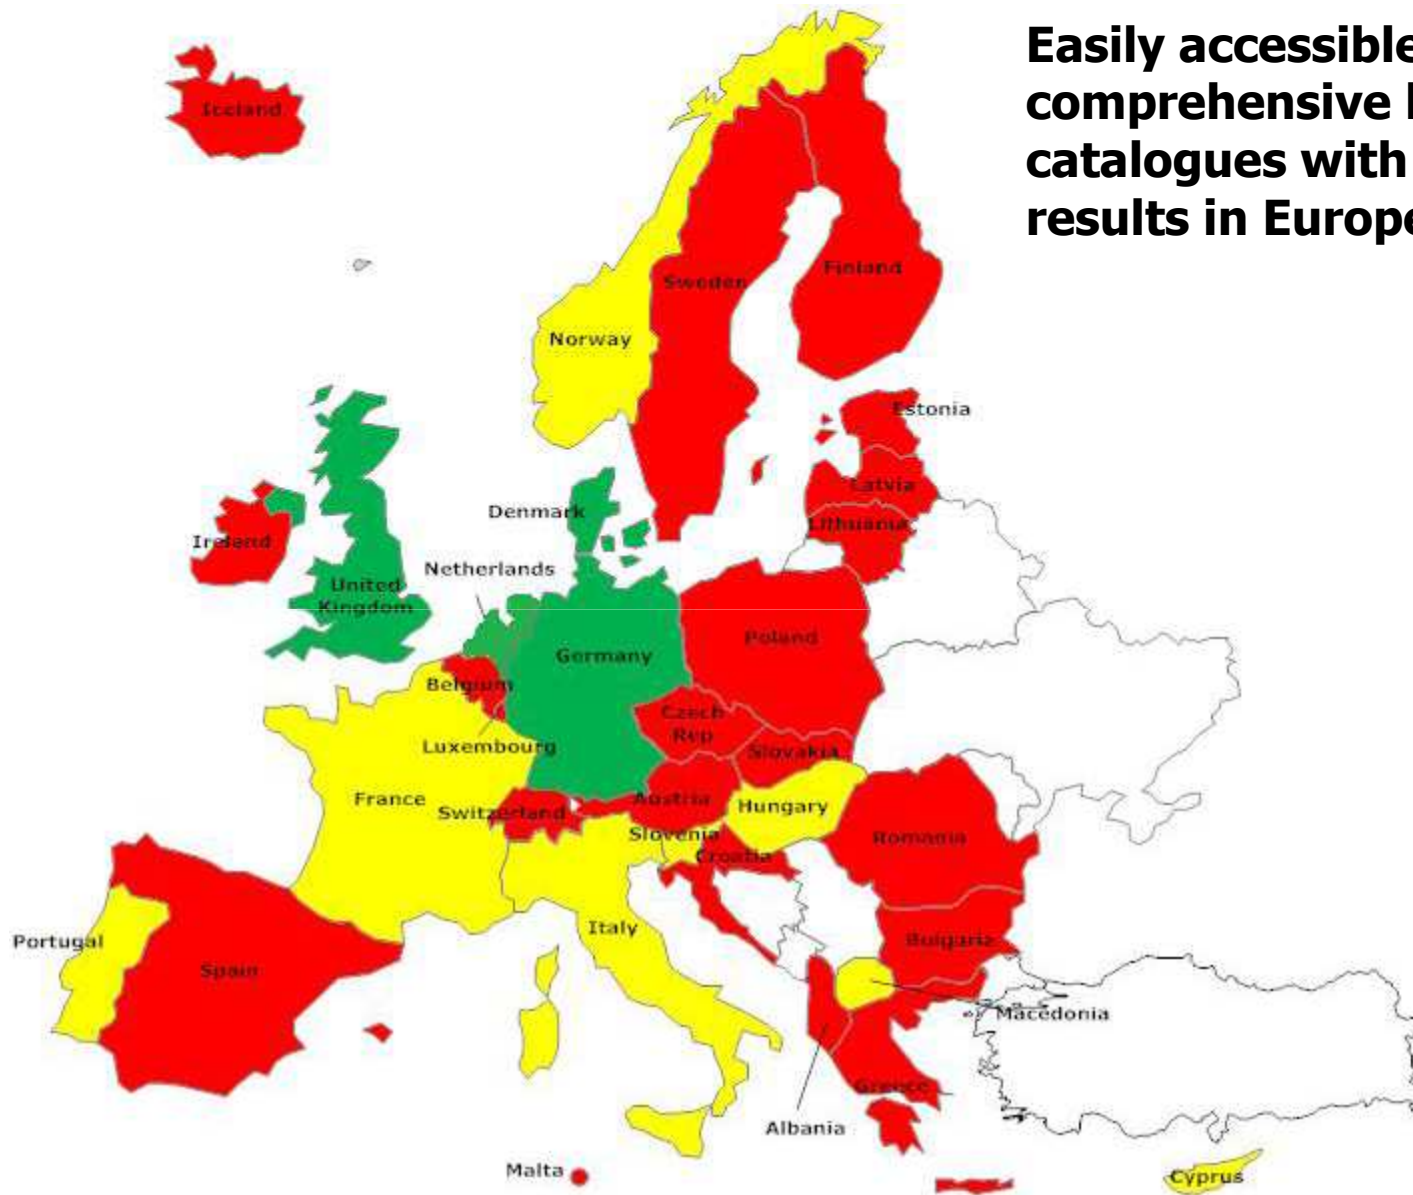 Easily accessible
comprehensive
catalogues with
results in Europe
Iceland
Finland
Sweden
Norway
Estonia
Latvia
Denmark
Lithuania
Ireland
Netherlands
United
Kingdom
Poland
Germany
Belgium
Czech
Rep
Luxembourg
Slovakia
France
Austria
Hungary
Switzerland
Slovenia
Romania
Croatia
Italy
Portugal
Bulgaria
Spain
Macedonia
Greece
Albania
Malta
Cyprus